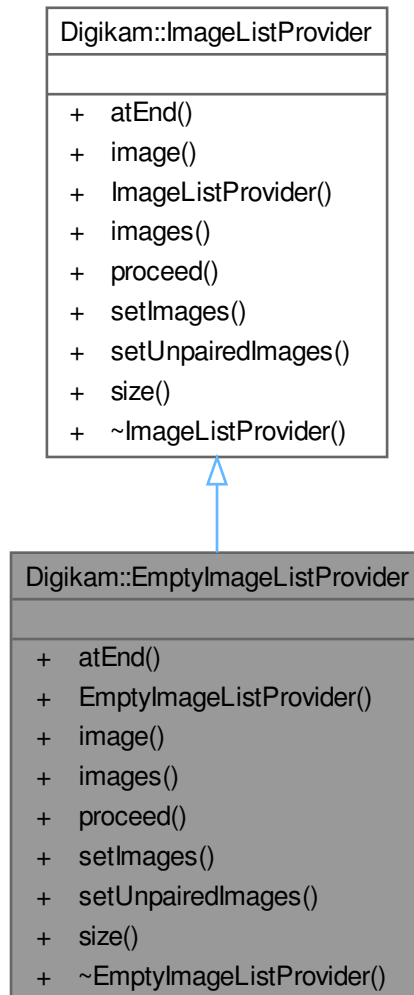 Digikam::ImageListProvider
+ atEnd()
+ image()
+ ImageListProvider()
+ images()
+ proceed()
+ setImages()
+ setUnpairedImages()
+ size()
+ ~ImageListProvider()
Digikam::EmptyImageListProvider
+ atEnd()
+ EmptyImageListProvider()
+ image()
+ images()
+ proceed()
+ setImages()
+ setUnpairedImages()
+ size()
+ ~EmptyImageListProvider()